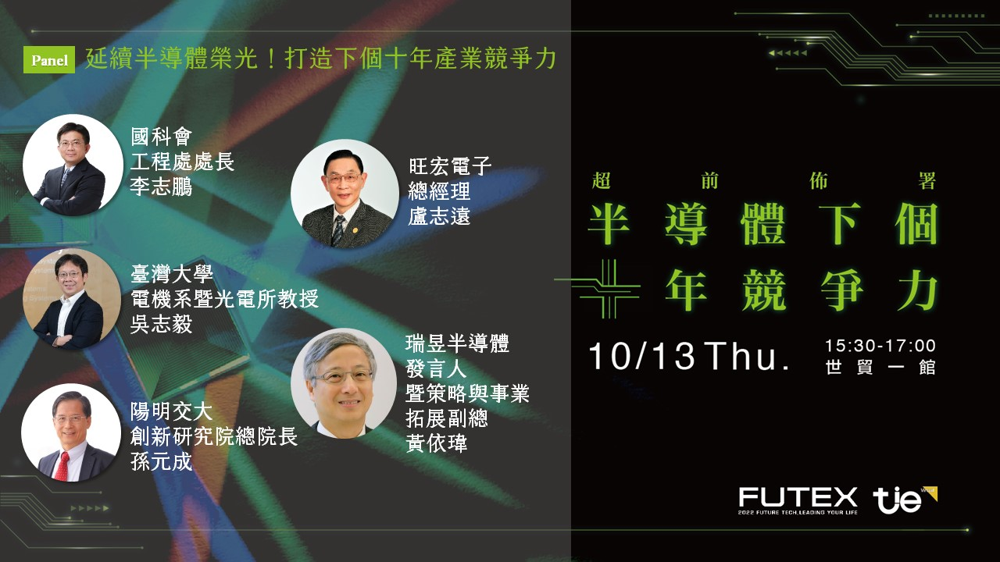 Panel 延續半導體榮光！打造下個十年產業競爭力
國科會
工程處處長
李志鵬
旺宏電子
總經理
盧志遠
臺灣大學
電機系暨光電所教授
吳志毅
瑞昱半導體
發言人
暨策略與事業
拓展副總
黃依瑋
陽明交大
創新研究院總院長
孫元成
超前佈署
半導體下個
十年競爭力
10/13 Thu.
15:30-17:00
世貿一館
FUTEX
2022 FUTURE TECH, LEADING YOUR LIFE
tie